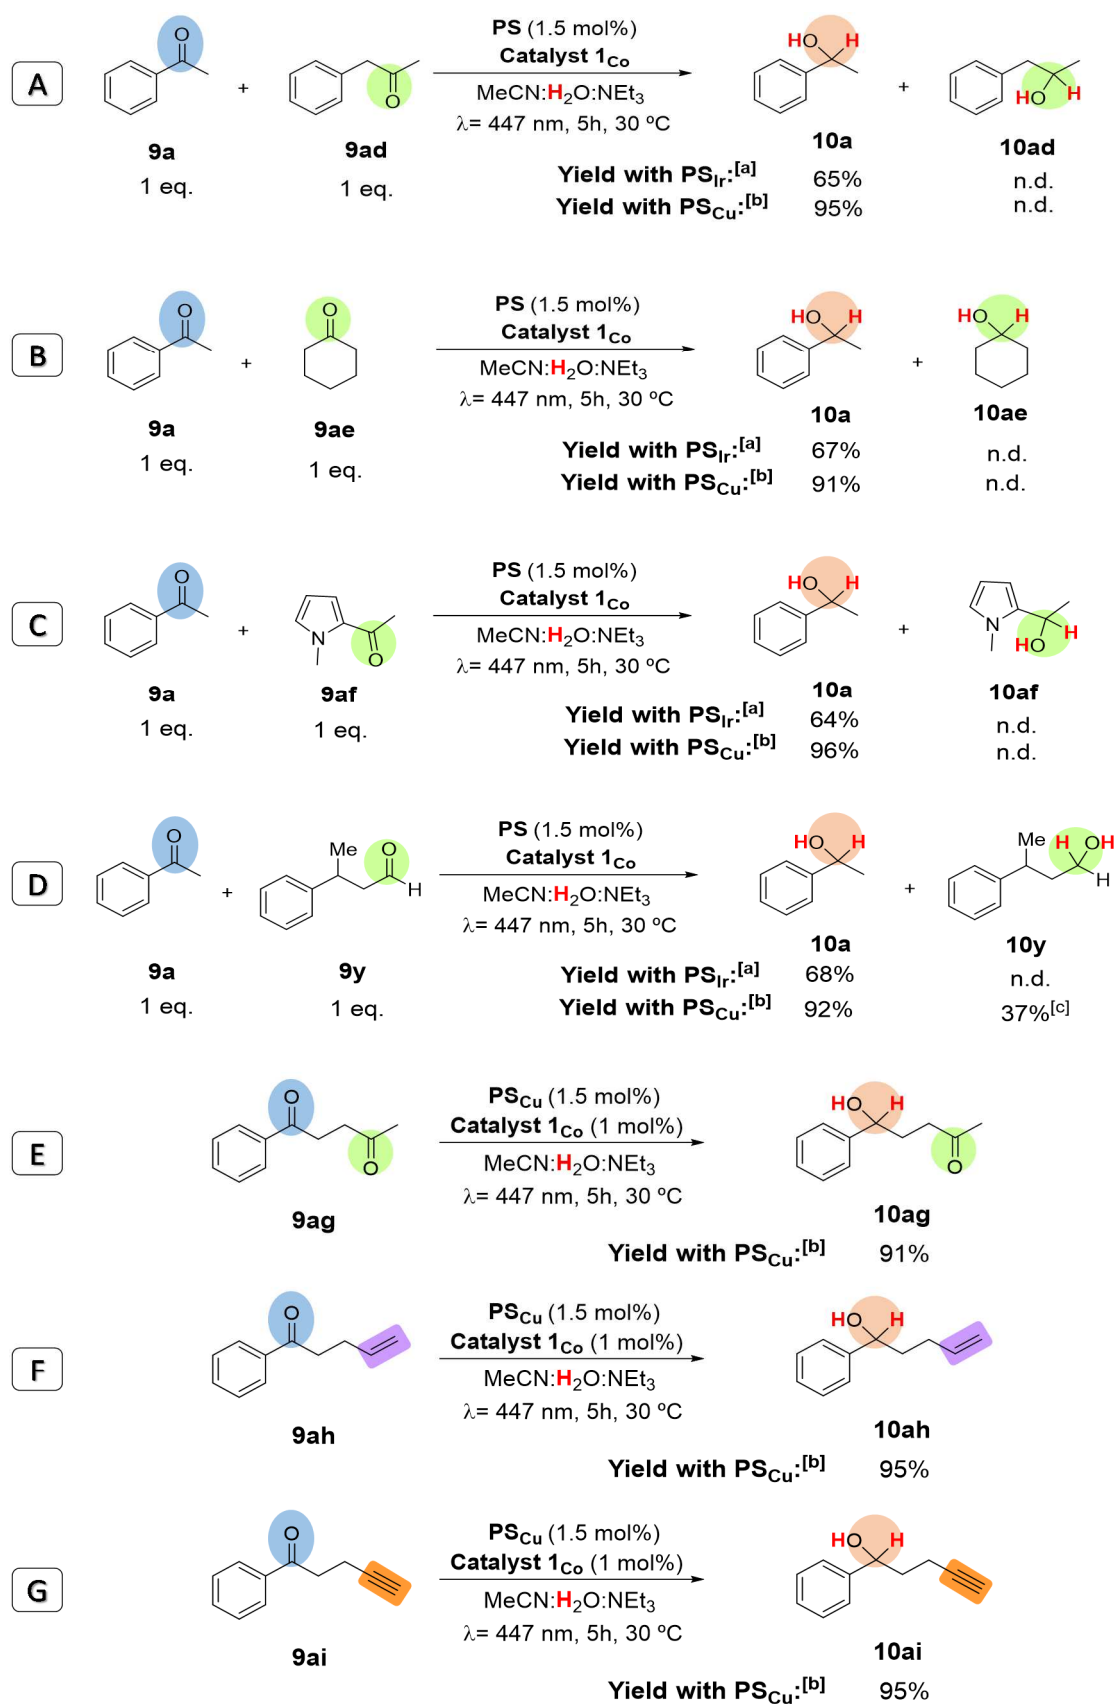 A
O
O
+
PS (1.5 mol%)
Catalyst 1Co
MeCN:H2O:NEt3
λ= 447 nm, 5h, 30 ºC
HO H
+
HO H
9a
9ad
10a
10ad
1 eq.
1 eq.
Yield with PSIr:[a] 65% n.d.
Yield with PSCu:[b] 95% n.d.
B
O
O
+
PS (1.5 mol%)
Catalyst 1Co
MeCN:H2O:NEt3
λ= 447 nm, 5h, 30 ºC
HO H
+
HO H
9a
9ae
10a
10ae
1 eq.
1 eq.
Yield with PSIr:[a] 67% n.d.
Yield with PSCu:[b] 91% n.d.
C
O
N
O
+
PS (1.5 mol%)
Catalyst 1Co
MeCN:H2O:NEt3
λ= 447 nm, 5h, 30 ºC
HO H
+
N
HO H
9a
9af
10a
10af
1 eq.
1 eq.
Yield with PSIr:[a] 64% n.d.
Yield with PSCu:[b] 96% n.d.
D
O
+
Me O
H
PS (1.5 mol%)
Catalyst 1Co
MeCN:H2O:NEt3
λ= 447 nm, 5h, 30 ºC
HO H
+
Me H OH
H
9a
9y
10a
10y
1 eq.
1 eq.
Yield with PSIr:[a] 68% n.d.
Yield with PSCu:[b] 92% 37%[c]
E
O
O
PSCu (1.5 mol%)
Catalyst 1Co (1 mol%)
MeCN:H2O:NEt3
λ= 447 nm, 5h, 30 ºC
HO H
O
9ag
10ag
Yield with PSCu:[b] 91%
F
O
PSCu (1.5 mol%)
Catalyst 1Co (1 mol%)
MeCN:H2O:NEt3
λ= 447 nm, 5h, 30 ºC
HO H
9ah
10ah
Yield with PSCu:[b] 95%
G
O
PSCu (1.5 mol%)
Catalyst 1Co (1 mol%)
MeCN:H2O:NEt3
λ= 447 nm, 5h, 30 ºC
HO H
9ai
10ai
Yield with PSCu:[b] 95%